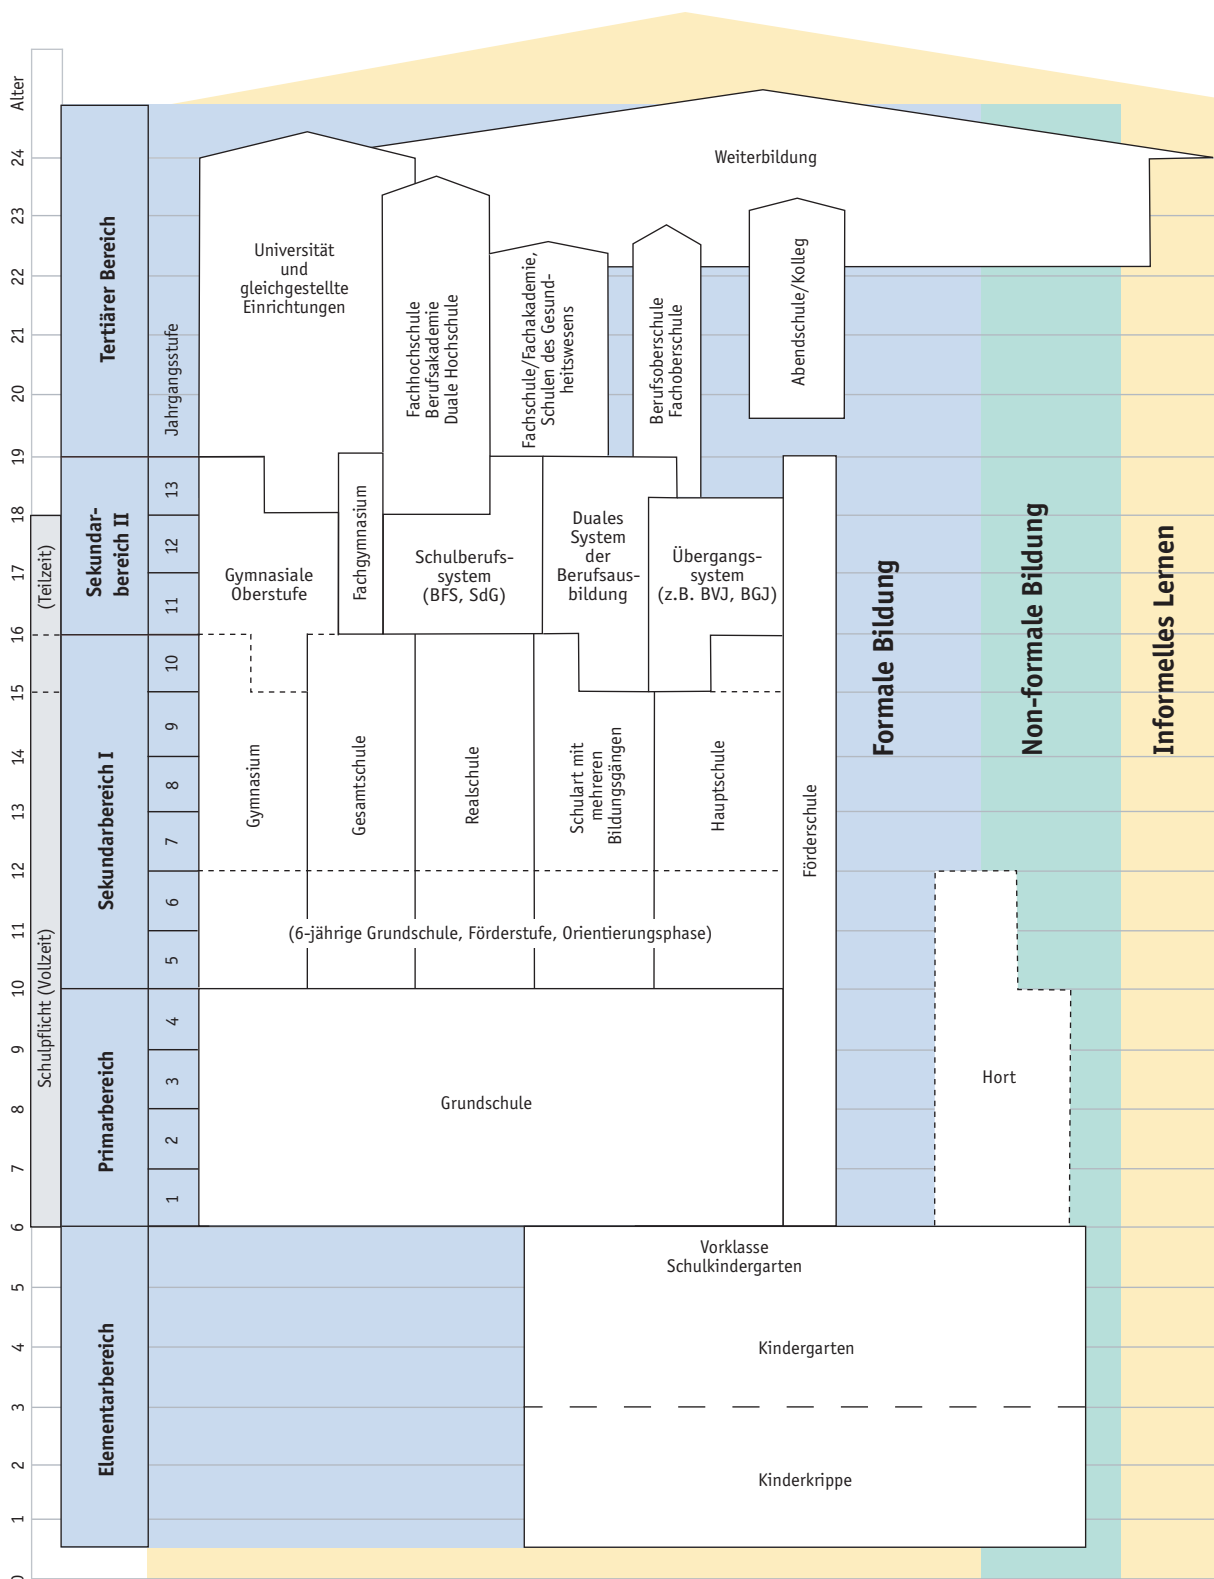 Alter
24
23
22
21
20
19
18
17
16
15
14
13
12
11
10
9
8
7
6
5
4
3
2
1
0
(Teilzeit)
Schulpflicht (Vollzeit)
Tertiärer Bereich
Sekundar-
bereich II
Sekundarbereich I
Primarbereich
Elementarbereich
Jahrgangsstufe
13
12
11
10
9
8
7
6
5
4
3
2
1
Weiterbildung
Universität
und
gleichgestellte
Einrichtungen
Fachhochschule
Berufsakademie
Duale Hochschule
Fachschule/Fachakademie,
Schulen des Gesund-
heitswesens
Berufsoberschule
Fachoberschule
Abendschule/Kolleg
Gymnasiale
Oberstufe
Fachgymnasium
Schulberufs-
system
(BFS, SdG)
Duales
System
der
Berufsaus-
bildung
Übergangs-
system
(z.B. BVJ, BGJ)
Gymnasium
Gesamtschule
Realschule
Schulart mit
mehreren
Bildungsgängen
Hauptschule
Förderschule
(6-jährige Grundschule, Förderstufe, Orientierungsphase)
Grundschule
Hort
Formale Bildung
Non-formale Bildung
Informelles Lernen
Vorklasse
Schulkindergarten
Kindergarten
Kinderkrippe